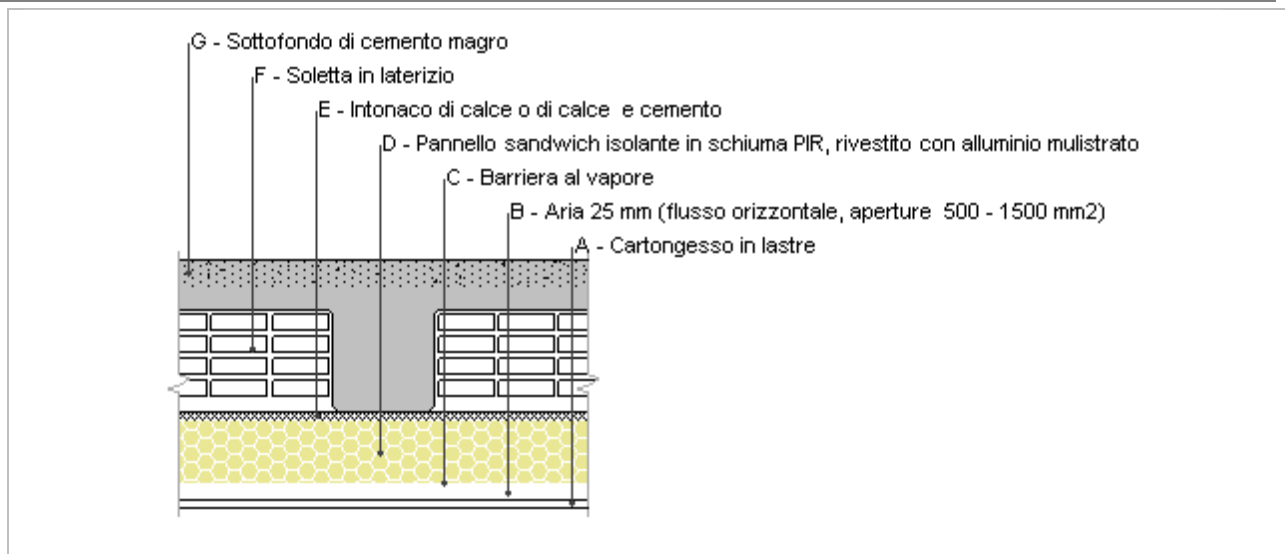 G - Sottofondo di cemento magro
F - Soletta in laterizio
E - Intonaco di calce o di calce e cemento
D - Pannello sandwich isolante in schiuma PIR, rivestito con alluminio mulistrato
C - Barriera al vapore
B - Aria 25 mm (flusso orizzontale, aperture 500 - 1500 mm2)
A - Cartongesso in lastre